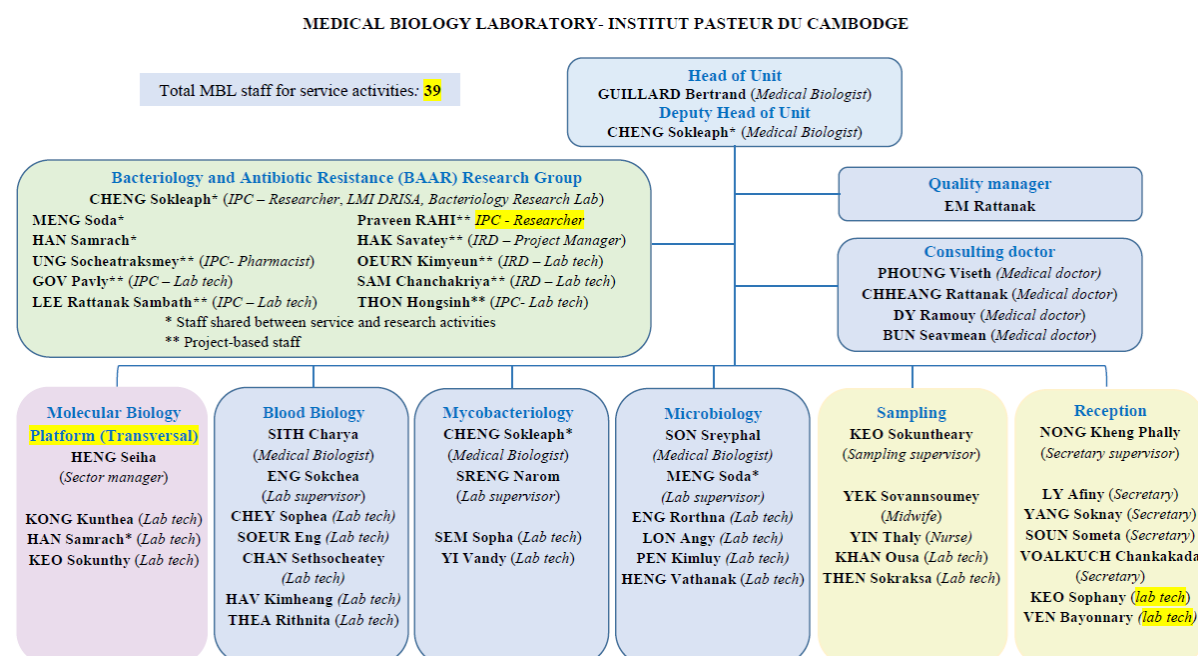 MEDICAL BIOLOGY LABORATORY- INSTITUT PASTEUR DU CAMBODGE
Total MBL staff for service activities: 39
Head of Unit
GUILLARD Bertrand (Medical Biologist)
Deputy Head of Unit
CHENG Sokleaph* (Medical Biologist)
Bacteriology and Antibiotic Resistance (BAAR) Research Group
CHENG Sokleaph* (IPC – Researcher, LMI DRISA, Bacteriology Research Lab)
MENG Soda*
HAN Samrach*
UNG Socheatraksmey** (IPC- Pharmacist)
GOV Pavly** (IPC – Lab tech)
LEE Rattanak Sambath** (IPC – Lab tech)
Praveen RAHI** IPC - Researcher
HAK Savatey** (IRD – Project Manager)
OEURN Kimyeun** (IRD – Lab tech)
SAM Chanchakriya** (IRD – Lab tech)
THON Hongsinh** (IPC- Lab tech)
* Staff shared between service and research activities
** Project-based staff
Quality manager
EM Rattanak
Consulting doctor
PHOUNG Viseth (Medical doctor)
CHHEANG Rattanak (Medical doctor)
DY Ramouy (Medical doctor)
BUN Seavmean (Medical doctor)
Molecular Biology
Platform (Transversal)
HENG Seiha
(Sector manager)
KONG Kunthea (Lab tech)
HAN Samrach* (Lab tech)
KEO Sokunthy (Lab tech)
Blood Biology
SITH Charya
(Medical Biologist)
ENG Sokchea
(Lab supervisor)
CHEY Sophea (Lab tech)
SOEUR Eng (Lab tech)
CHAN Sethsocheatey
(Lab tech)
HAV Kimheang (Lab tech)
THEA Rithnita (Lab tech)
Mycobacteriology
CHENG Sokleaph*
(Medical Biologist)
SRENG Narom
(Lab supervisor)
SEM Sopha (Lab tech)
YI Vandy (Lab tech)
Microbiology
SON Sreyphal
(Medical Biologist)
MENG Soda*
(Lab supervisor)
ENG Rorthna (Lab tech)
LON Angy (Lab tech)
PEN Kimluy (Lab tech)
HENG Vathanak (Lab tech)
Sampling
KEO Sokuntheary
(Sampling supervisor)
YEK Sovannsoumey
(Midwife)
YIN Thaly (Nurse)
KHAN Ousa (Lab tech)
THEN Sokraksa (Lab tech)
Reception
NONG Kheng Phally
(Secretary supervisor)
LY Afiny (Secretary)
YANG Soknay (Secretary)
SOUN Someta (Secretary)
VOALKUCH Chankakada
(Secretary)
KEO Sophany (lab tech)
VEN Bayonnary (lab tech)